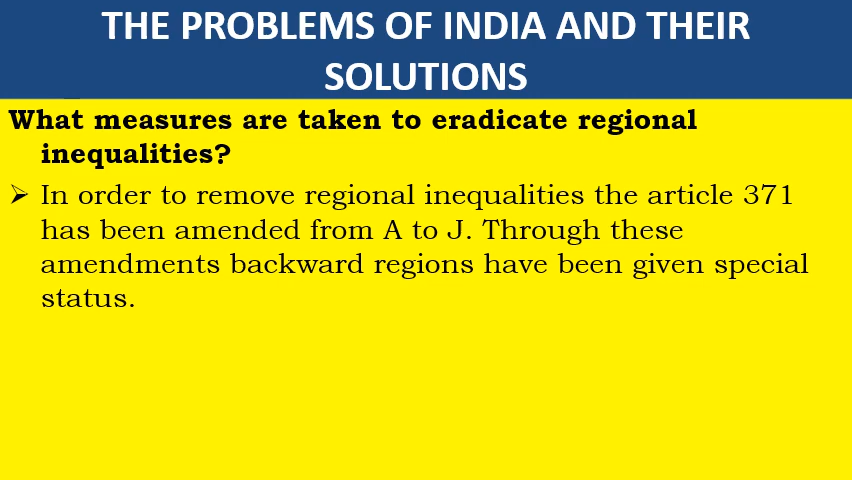 THE PROBLEMS OF INDIA AND THEIR
SOLUTIONS
What measures are taken to eradicate regional
inequalities?
➢ In order to remove regional inequalities the article 371
has been amended from A to J. Through these
amendments backward regions have been given special
status.